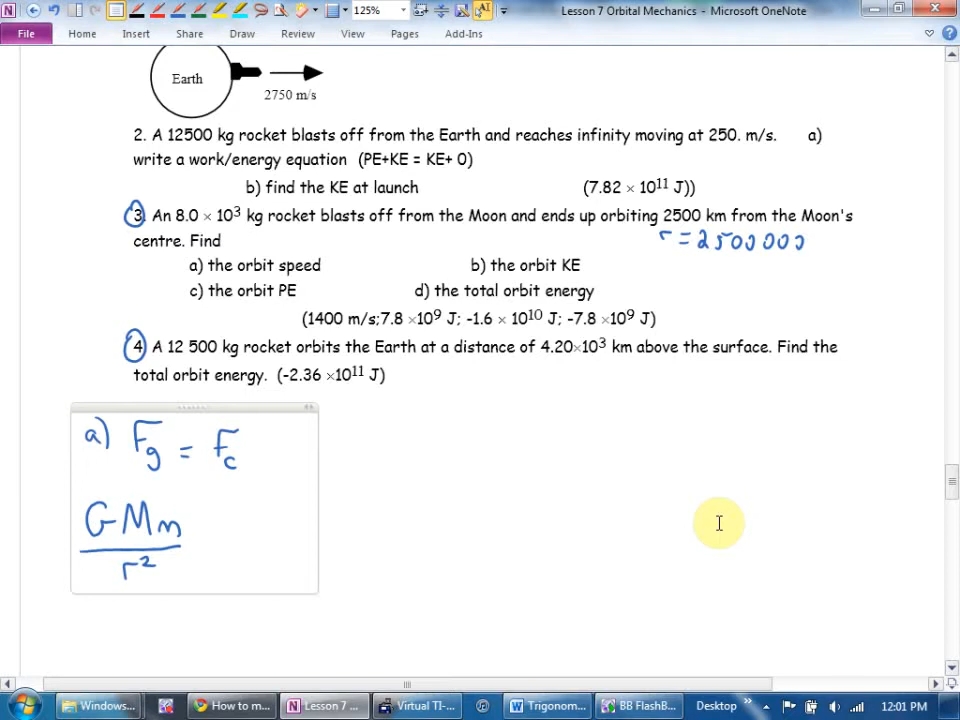 125% Lesson 7 Orbital Mechanics - Microsoft OneNote
File Home Insert Share Draw Review View Pages Add-Ins
Earth
2750 m/s
2. A 12500 kg rocket blasts off from the Earth and reaches infinity moving at 250. m/s. a)
write a work/energy equation (PE+KE = KE+ 0)
b) find the KE at launch (7.82 × 10¹¹ J))
3. An 8.0 × 10³ kg rocket blasts off from the Moon and ends up orbiting 2500 km from the Moon's
centre. Find r = 2500000
a) the orbit speed b) the orbit KE
c) the orbit PE d) the total orbit energy
(1400 m/s;7.8 ×10⁹ J; -1.6 × 10¹⁰ J; -7.8 ×10⁹ J)
4 A 12 500 kg rocket orbits the Earth at a distance of 4.20×10³ km above the surface. Find the
total orbit energy. (-2.36 ×10¹¹ J)
a) Fg = Fc
GMm
r²
Windows... How to m... Lesson 7 ... Virtual TI-... Trigonom... BB FlashB... Desktop » 12:01 PM